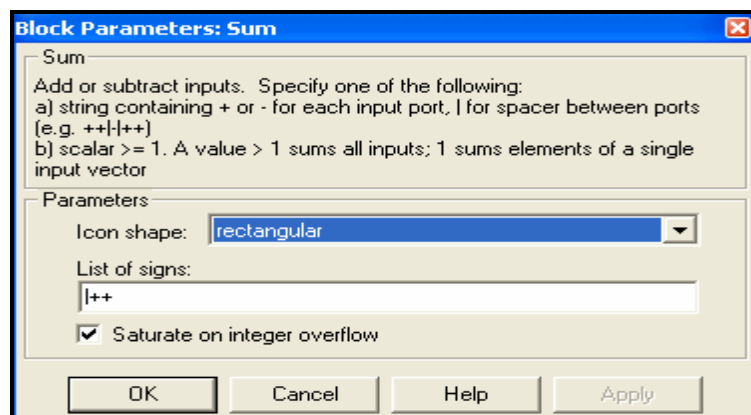 Block Parameters: Sum
Sum
Add or subtract inputs. Specify one of the following:
a) string containing + or - for each input port, | for spacer between ports
(e.g. ++|-|++)
b) scalar >= 1. A value > 1 sums all inputs; 1 sums elements of a single
input vector
Parameters
Icon shape: rectangular
List of signs:
|++
Saturate on integer overflow
OK Cancel Help Apply